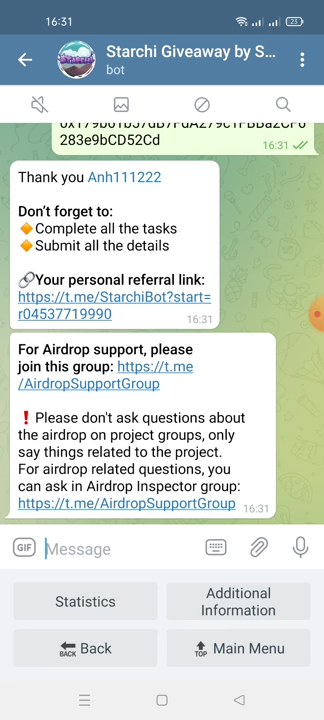 16:31
23
Starchi Giveaway by S...
bot
283e9bCD52Cd
16:31
Thank you Anh111222
Don't forget to:
🔶Complete all the tasks
🔶Submit all the details
🔗Your personal referral link:
https://t.me/StarchiBot?start=
r04537719990
16:31
For Airdrop support, please
join this group: https://t.me
/AirdropSupportGroup
❗ Please don't ask questions about
the airdrop on project groups, only
say things related to the project.
For airdrop related questions, you
can ask in Airdrop Inspector group:
https://t.me/AirdropSupportGroup
16:31
GIF
Message
Statistics
Additional
Information
BACK Back
TOP Main Menu